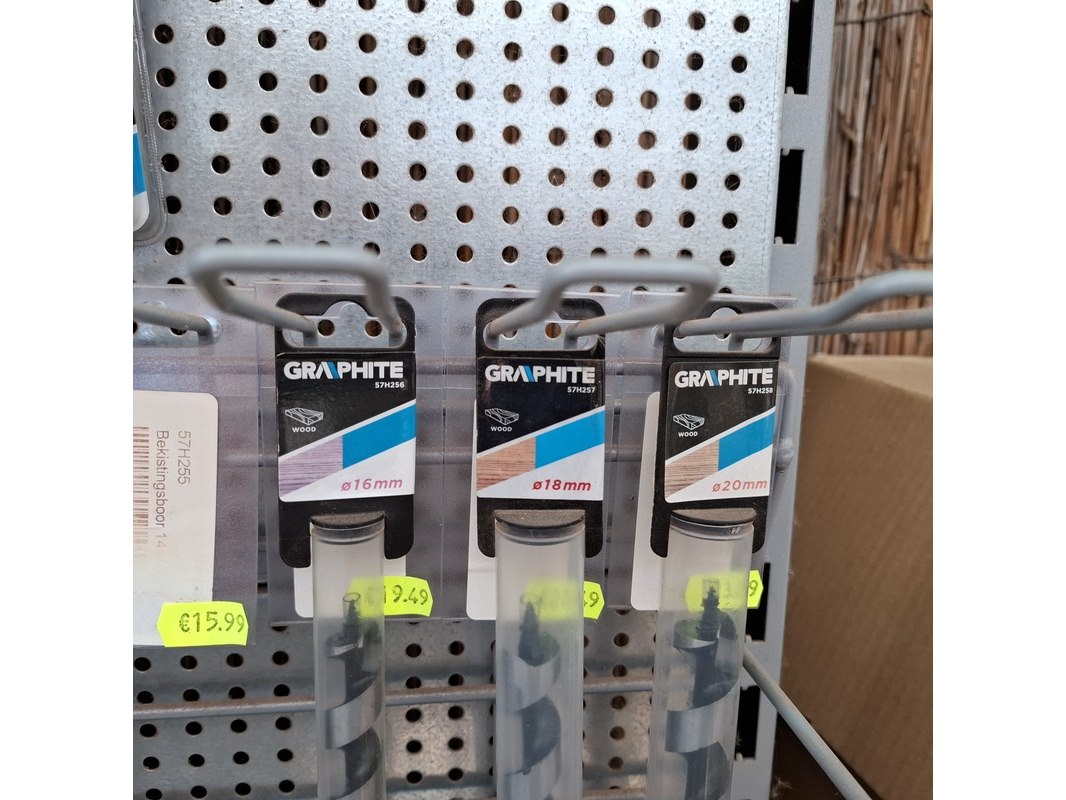 57H255
Bekistingsboor 14
€15.99
GRAPHITE
57H256
WOOD
ø16mm
€19.49
GRAPHITE
57H257
WOOD
ø18mm
GRAPHITE
57H258
WOOD
ø20mm
PP